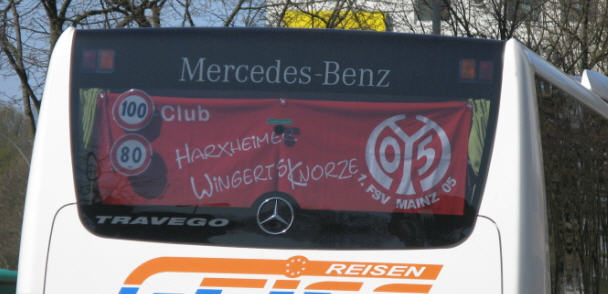 Mercedes-Benz
100 Club
80
HARXHEIMER
WINGERTSKNORZE
05
1. FSV MAINZ 05
TRAVEGO
REISEN